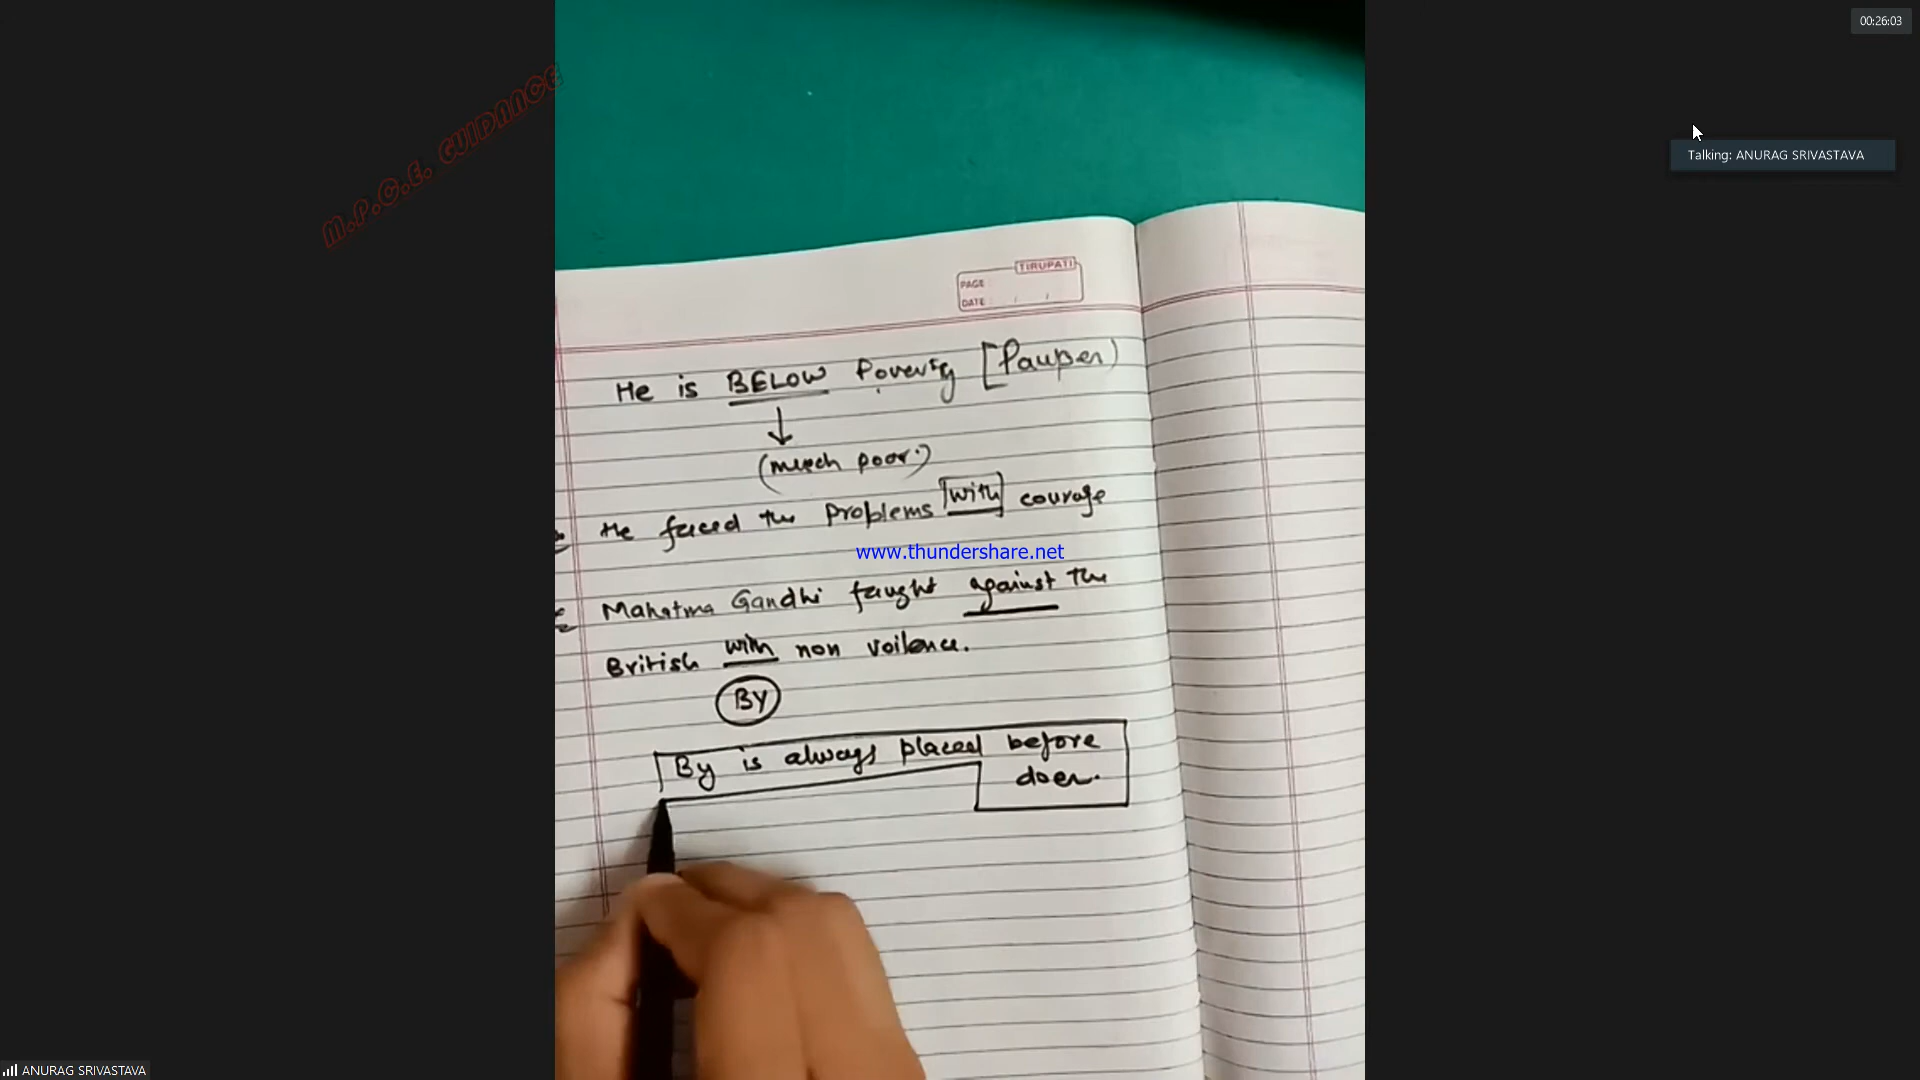 00:26:03
M.P.C.E. GUIDANCE
Talking: ANURAG SRIVASTAVA
TIRUPATI
PAGE
DATE
He is BELOW Poverty [Pauper)
(much poor.)
He faced the Problems with courage
www.thundershare.net
Mahatma Gandhi faught against the
British with non voilence.
By
By is always placed before
doer.
ANURAG SRIVASTAVA